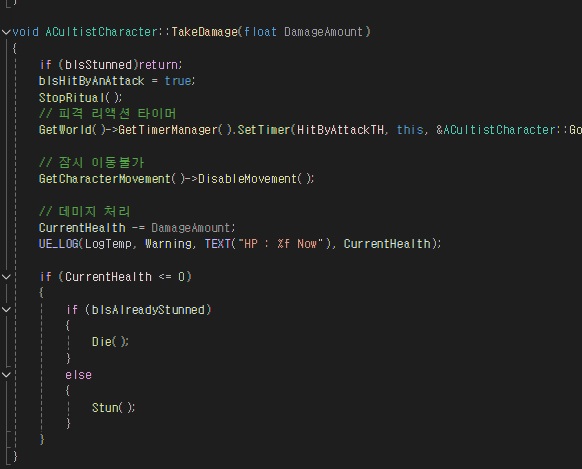 }
void ACultistCharacter::TakeDamage(float DamageAmount)
{
if (bIsStunned)return;
bIsHitByAnAttack = true;
StopRitual();
// 피격 리액션 타이머
GetWorld()->GetTimerManager().SetTimer(HitByAttackTH, this, &ACultistCharacter::Go
// 잠시 이동불가
GetCharacterMovement()->DisableMovement();
// 데미지 처리
CurrentHealth -= DamageAmount;
UE_LOG(LogTemp, Warning, TEXT("HP : %f Now"), CurrentHealth);
if (CurrentHealth <= 0)
{
if (bIsAlreadyStunned)
{
Die();
}
else
{
Stun();
}
}
}